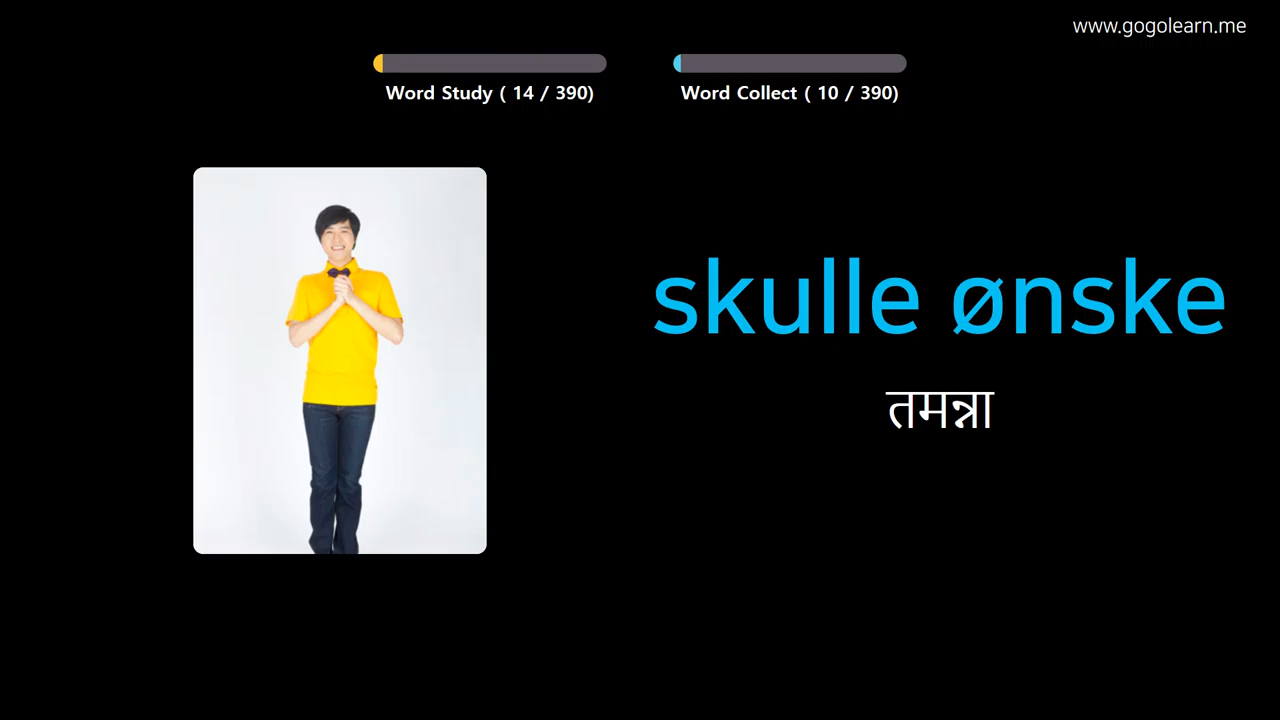 www.gogolearn.me
Word Study ( 14 / 390)
Word Collect ( 10 / 390)
skulle ønske
तमन्ना